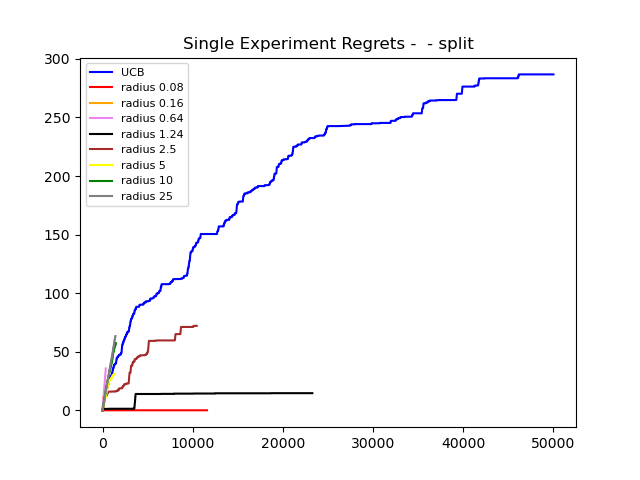 Single Experiment Regrets -  - split
300
250
200
150
100
50
0
UCB
radius 0.08
radius 0.16
radius 0.64
radius 1.24
radius 2.5
radius 5
radius 10
radius 25
0 10000 20000 30000 40000 50000